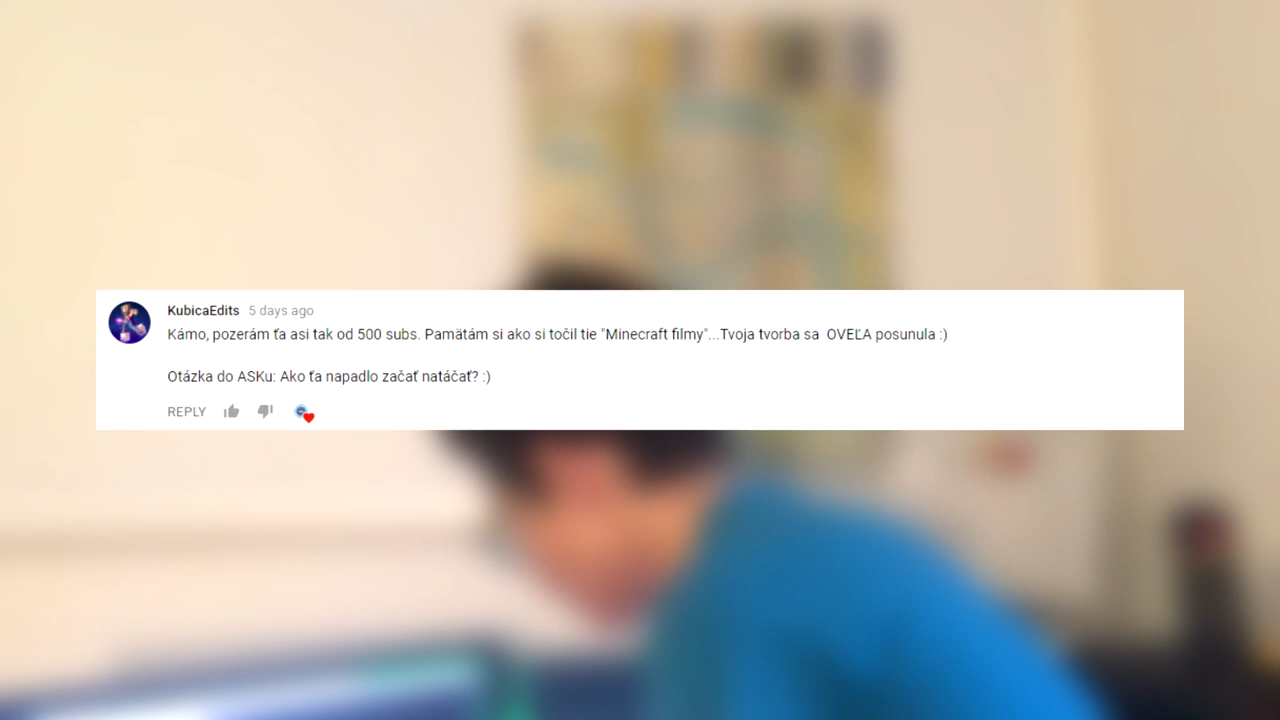 KubicaEdits 5 days ago
Kámo, pozerám ťa asi tak od 500 subs. Pamätám si ako si točil tie "Minecraft filmy"...Tvoja tvorba sa  OVEĽA posunula :)
Otázka do ASKu: Ako ťa napadlo začať natáčať? :)
REPLY